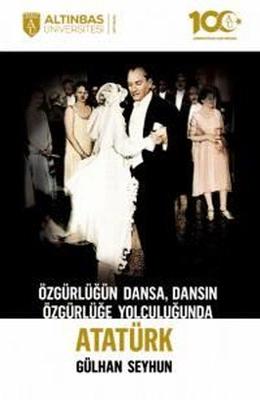 ALTINBAŞ
ÜNİVERSİTESİ
100
ÖZGÜRLÜĞÜN DANSA, DANSIN
ÖZGÜRLÜĞE YOLCULUĞUNDA
ATATÜRK
GÜLHAN SEYHUN